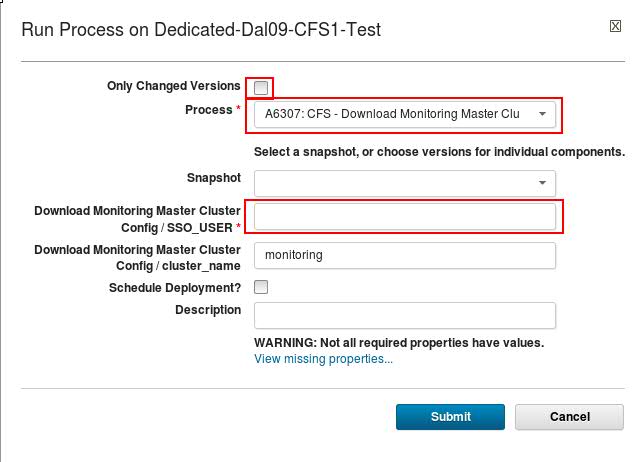 Run Process on Dedicated-Dal09-CFS1-Test
X
Only Changed Versions
Process *
A6307: CFS - Download Monitoring Master Clu
Select a snapshot, or choose versions for individual components.
Snapshot
Download Monitoring Master Cluster
Config / SSO_USER *
Download Monitoring Master Cluster
Config / cluster_name
monitoring
Schedule Deployment?
Description
WARNING: Not all required properties have values.
View missing properties...
Submit
Cancel